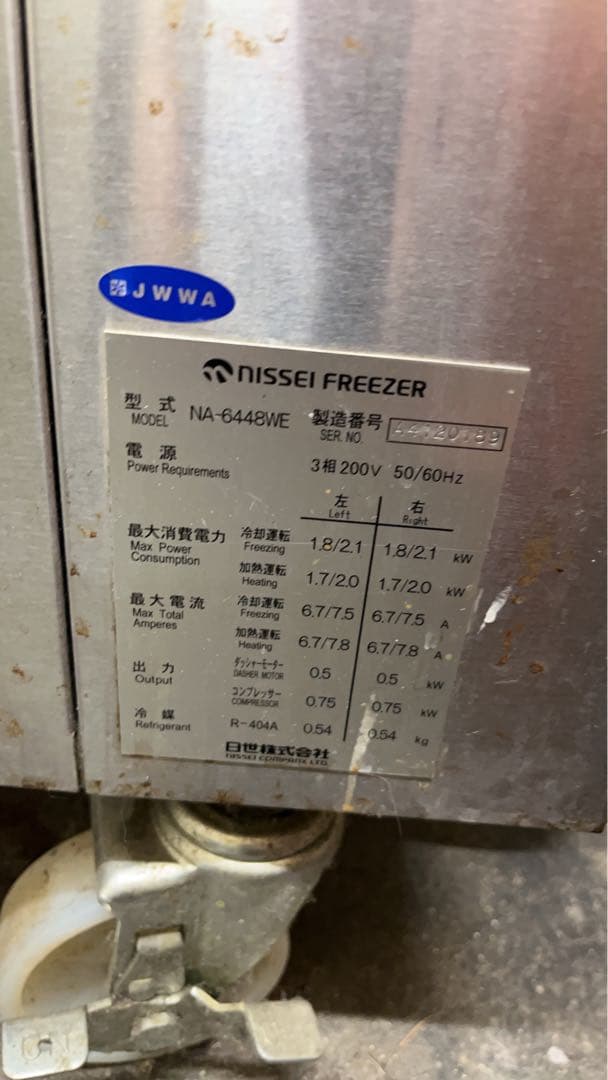 JWWA
NISSEI FREEZER
型式 MODEL NA-6448WE 製造番号 SER. NO.
電源 Power Requirements 3相 200V 50/60Hz
左 Left 右 Right
最大消費電力 Max Power Consumption 冷却運転 Freezing 1.8/2.1 1.8/2.1 kW
加熱運転 Heating 1.7/2.0 1.7/2.0 kW
最大電流 Max Total Amperes 冷却運転 Freezing 6.7/7.5 6.7/7.5 A
加熱運転 Heating 6.7/7.8 6.7/7.8 A
出力 Output ダッシャーモーター DASHER MOTOR 0.5 0.5 kW
コンプレッサー COMPRESSOR 0.75 0.75 kW
冷媒 Refrigerant R-404A 0.54 0.54 kg
日世株式会社
NISSEI COMPANY LTD.